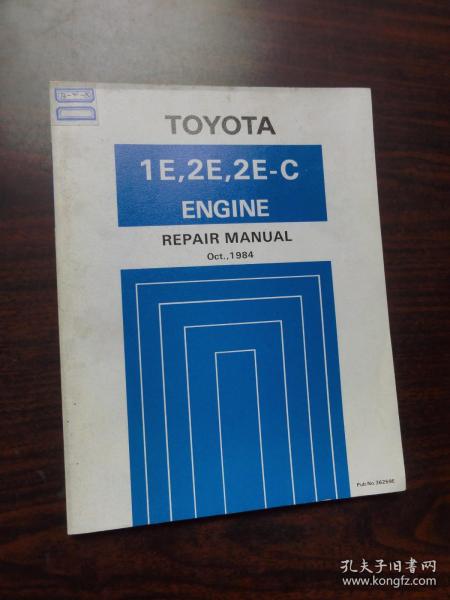 TOYOTA
1E,2E,2E-C
ENGINE
REPAIR MANUAL
Oct.,1984
Pub.No.36259E
孔夫子旧书网
www.kongfz.com